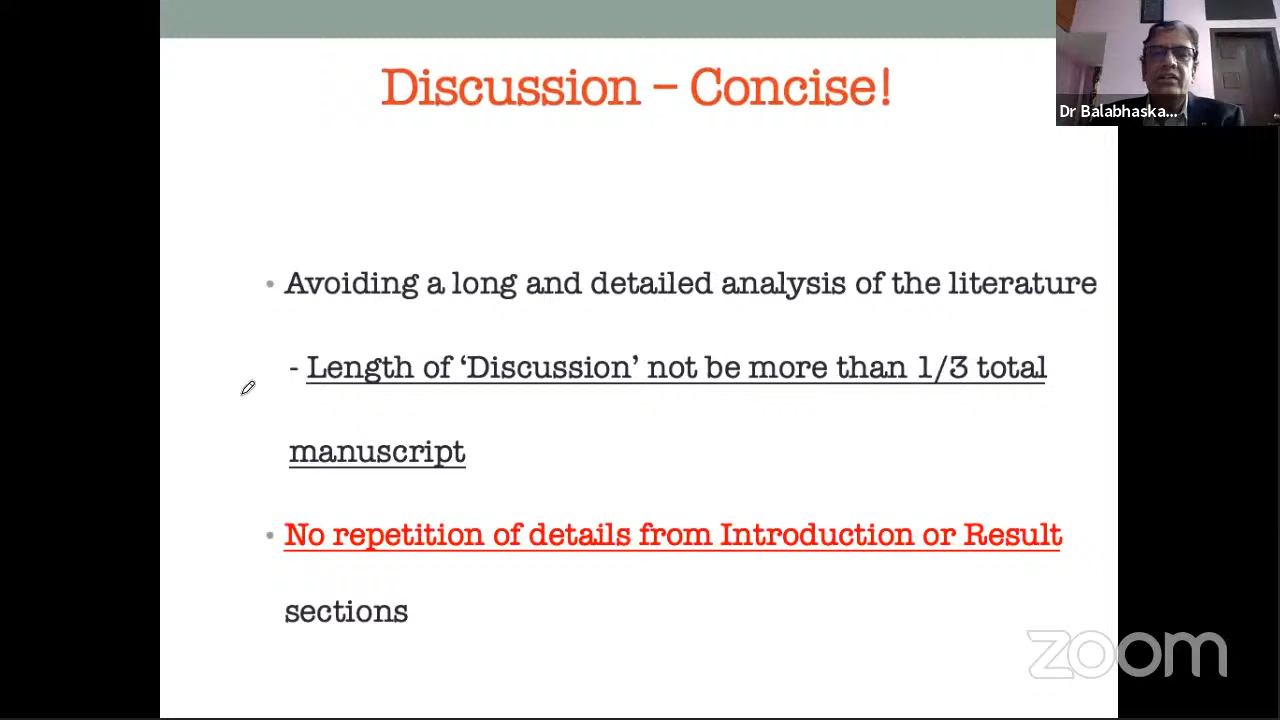 Discussion – Concise!
Dr Balabhaska...
• Avoiding a long and detailed analysis of the literature
- Length of ‘Discussion’ not be more than 1/3 total
manuscript
• No repetition of details from Introduction or Result
sections
zoom